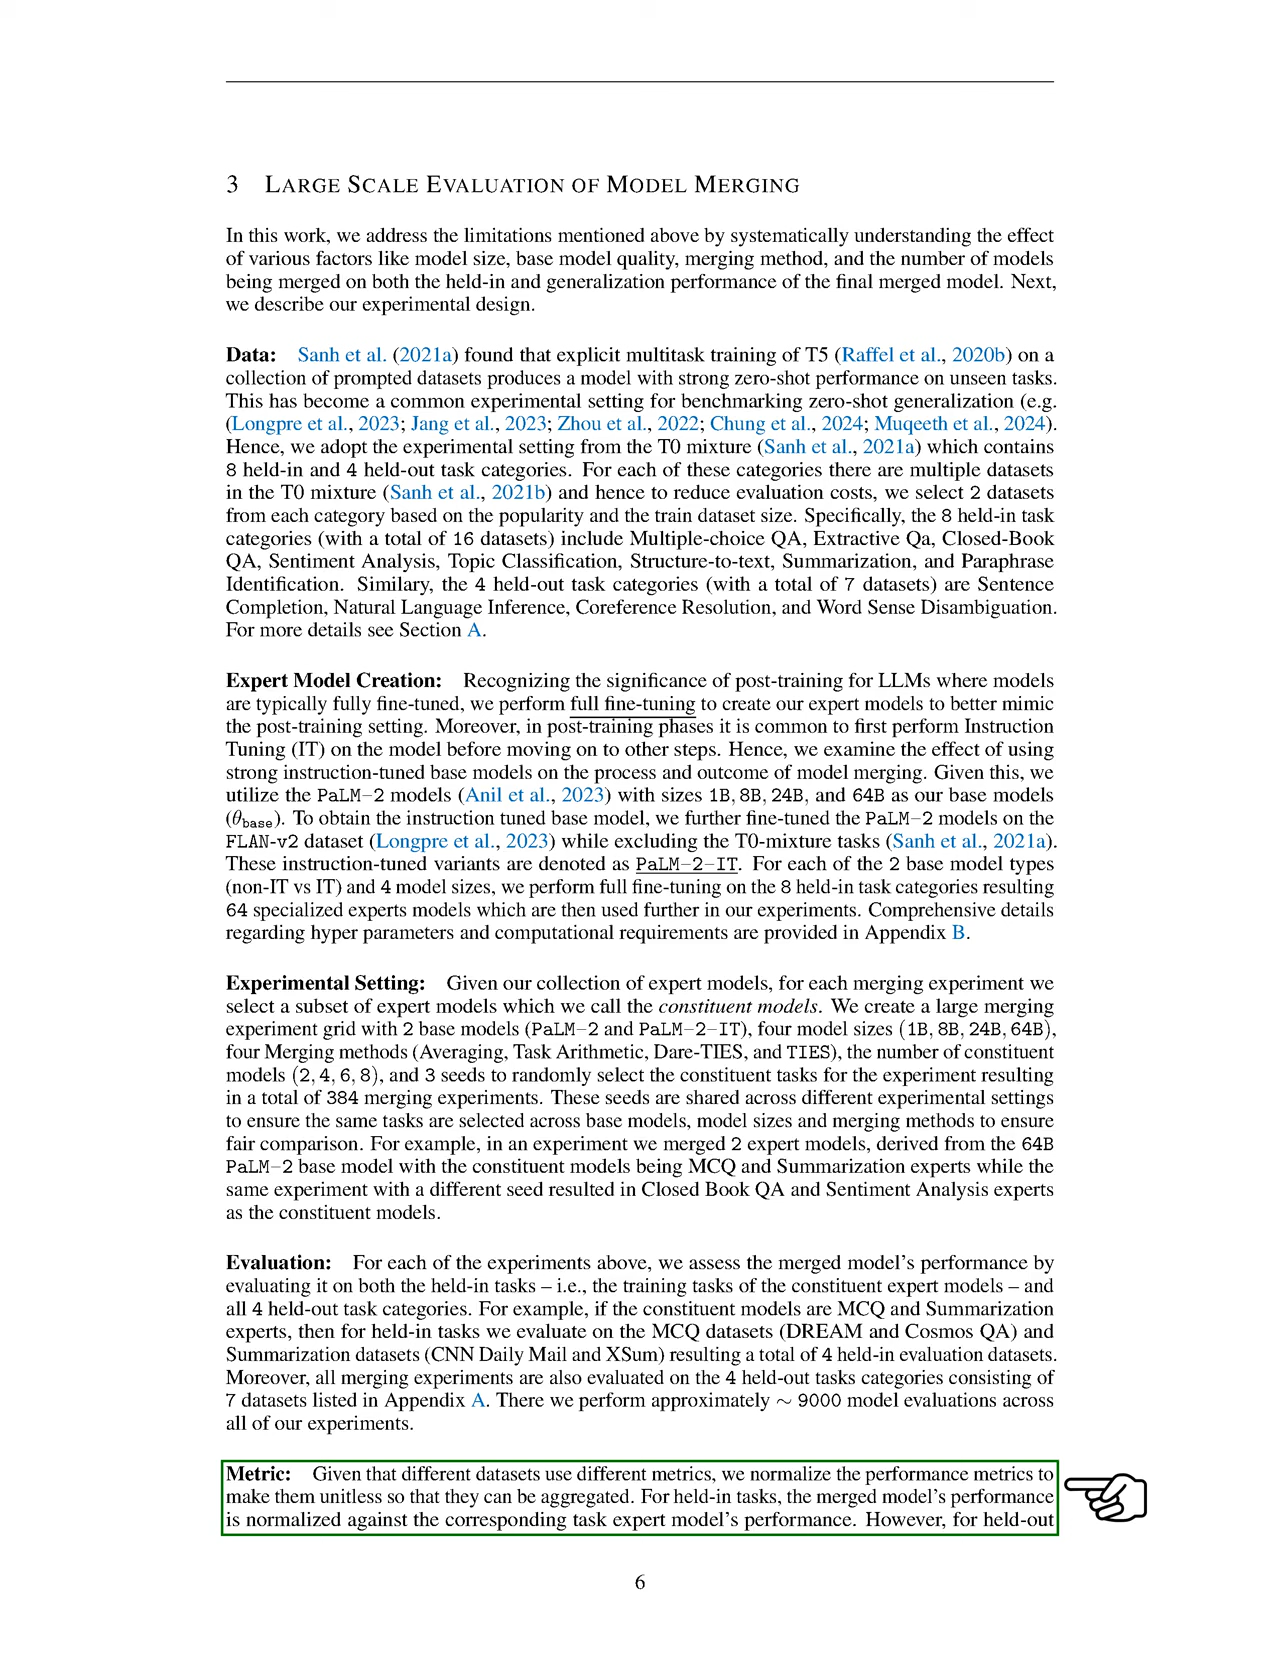 3 LARGE SCALE EVALUATION OF MODEL MERGING
In this work, we address the limitations mentioned above by systematically understanding the effect
of various factors like model size, base model quality, merging method, and the number of models
being merged on both the held-in and generalization performance of the final merged model. Next,
we describe our experimental design.
Data: Sanh et al. (2021a) found that explicit multitask training of T5 (Raffel et al., 2020b) on a
collection of prompted datasets produces a model with strong zero-shot performance on unseen tasks.
This has become a common experimental setting for benchmarking zero-shot generalization (e.g.
(Longpre et al., 2023; Jang et al., 2023; Zhou et al., 2022; Chung et al., 2024; Muqeeth et al., 2024).
Hence, we adopt the experimental setting from the T0 mixture (Sanh et al., 2021a) which contains
8 held-in and 4 held-out task categories. For each of these categories there are multiple datasets
in the T0 mixture (Sanh et al., 2021b) and hence to reduce evaluation costs, we select 2 datasets
from each category based on the popularity and the train dataset size. Specifically, the 8 held-in task
categories (with a total of 16 datasets) include Multiple-choice QA, Extractive Qa, Closed-Book
QA, Sentiment Analysis, Topic Classification, Structure-to-text, Summarization, and Paraphrase
Identification. Similary, the 4 held-out task categories (with a total of 7 datasets) are Sentence
Completion, Natural Language Inference, Coreference Resolution, and Word Sense Disambiguation.
For more details see Section A.
Expert Model Creation: Recognizing the significance of post-training for LLMs where models
are typically fully fine-tuned, we perform full fine-tuning to create our expert models to better mimic
the post-training setting. Moreover, in post-training phases it is common to first perform Instruction
Tuning (IT) on the model before moving on to other steps. Hence, we examine the effect of using
strong instruction-tuned base models on the process and outcome of model merging. Given this, we
utilize the PaLM-2 models (Anil et al., 2023) with sizes 1B, 8B, 24B, and 64B as our base models
(θbase). To obtain the instruction tuned base model, we further fine-tuned the PaLM-2 models on the
FLAN-v2 dataset (Longpre et al., 2023) while excluding the T0-mixture tasks (Sanh et al., 2021a).
These instruction-tuned variants are denoted as PaLM-2-IT. For each of the 2 base model types
(non-IT vs IT) and 4 model sizes, we perform full fine-tuning on the 8 held-in task categories resulting
64 specialized experts models which are then used further in our experiments. Comprehensive details
regarding hyper parameters and computational requirements are provided in Appendix B.
Experimental Setting: Given our collection of expert models, for each merging experiment we
select a subset of expert models which we call the constituent models. We create a large merging
experiment grid with 2 base models (PaLM-2 and PaLM-2-IT), four model sizes (1B, 8B, 24B, 64B),
four Merging methods (Averaging, Task Arithmetic, Dare-TIES, and TIES), the number of constituent
models (2, 4, 6, 8), and 3 seeds to randomly select the constituent tasks for the experiment resulting
in a total of 384 merging experiments. These seeds are shared across different experimental settings
to ensure the same tasks are selected across base models, model sizes and merging methods to ensure
fair comparison. For example, in an experiment we merged 2 expert models, derived from the 64B
PaLM-2 base model with the constituent models being MCQ and Summarization experts while the
same experiment with a different seed resulted in Closed Book QA and Sentiment Analysis experts
as the constituent models.
Evaluation: For each of the experiments above, we assess the merged model's performance by
evaluating it on both the held-in tasks – i.e., the training tasks of the constituent expert models – and
all 4 held-out task categories. For example, if the constituent models are MCQ and Summarization
experts, then for held-in tasks we evaluate on the MCQ datasets (DREAM and Cosmos QA) and
Summarization datasets (CNN Daily Mail and XSum) resulting a total of 4 held-in evaluation datasets.
Moreover, all merging experiments are also evaluated on the 4 held-out tasks categories consisting of
7 datasets listed in Appendix A. There we perform approximately ∼ 9000 model evaluations across
all of our experiments.
Metric: Given that different datasets use different metrics, we normalize the performance metrics to
make them unitless so that they can be aggregated. For held-in tasks, the merged model's performance
is normalized against the corresponding task expert model's performance. However, for held-out
6